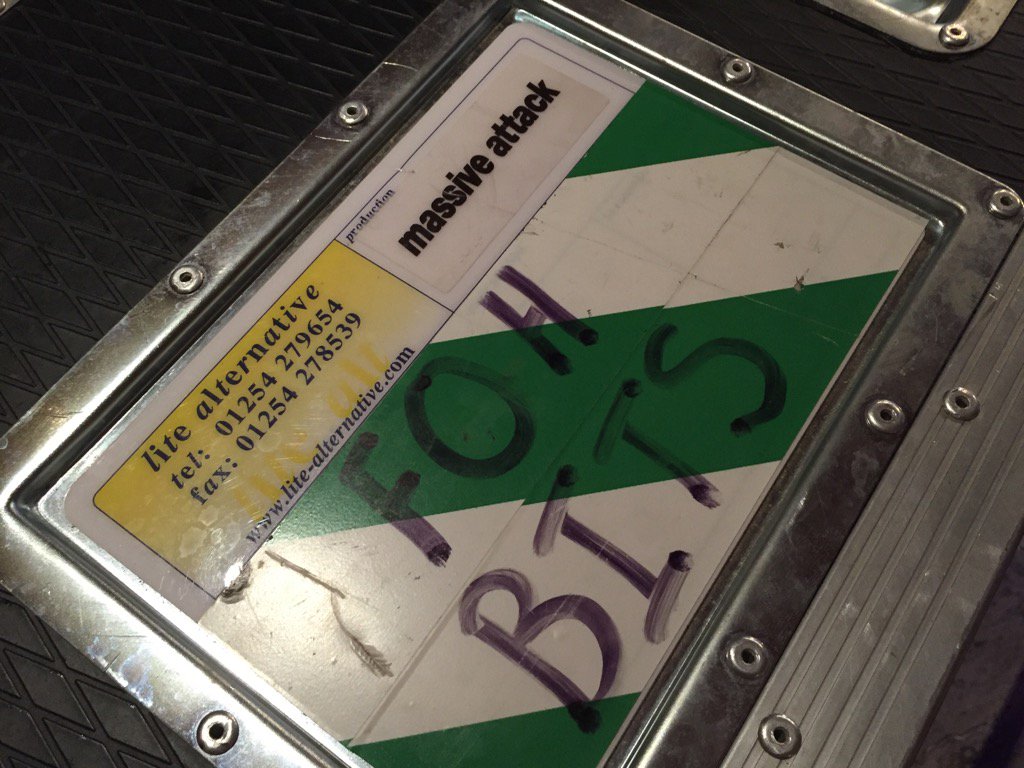 production
massive attack
lite alternative
tel: 01254 279654
fax: 01254 278539
www.lite-alternative.com
FOH
BITS